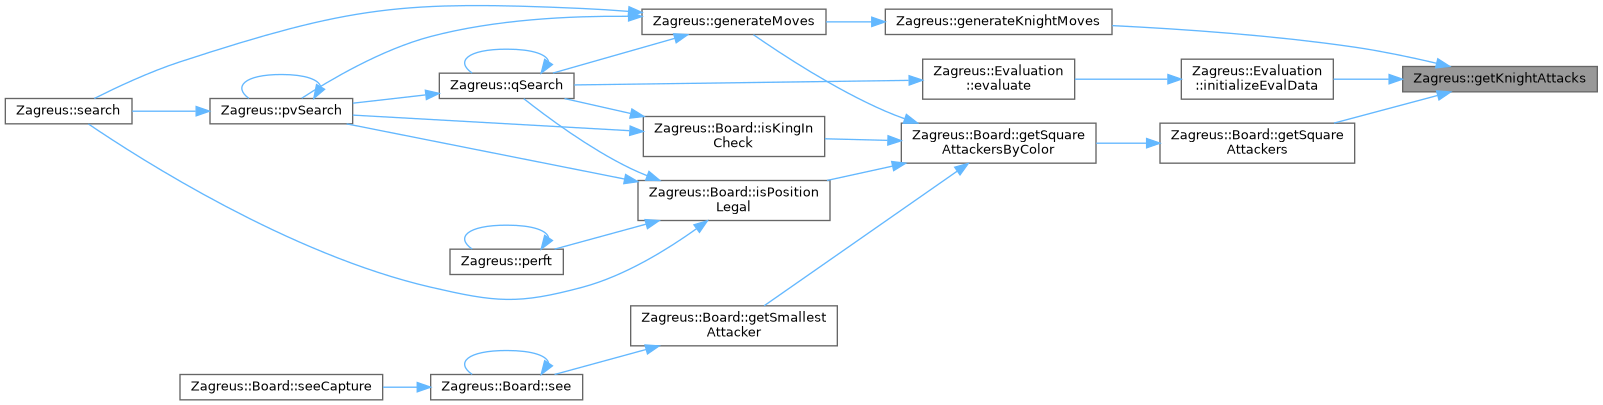 Zagreus::generateMoves
Zagreus::generateKnightMoves
Zagreus::getKnightAttacks
Zagreus::qSearch
Zagreus::Evaluation
::evaluate
Zagreus::Evaluation
::initializeEvalData
Zagreus::search
Zagreus::pvSearch
Zagreus::Board::isKingIn
Check
Zagreus::Board::getSquare
AttackersByColor
Zagreus::Board::getSquare
Attackers
Zagreus::Board::isPosition
Legal
Zagreus::perft
Zagreus::Board::getSmallest
Attacker
Zagreus::Board::seeCapture
Zagreus::Board::see